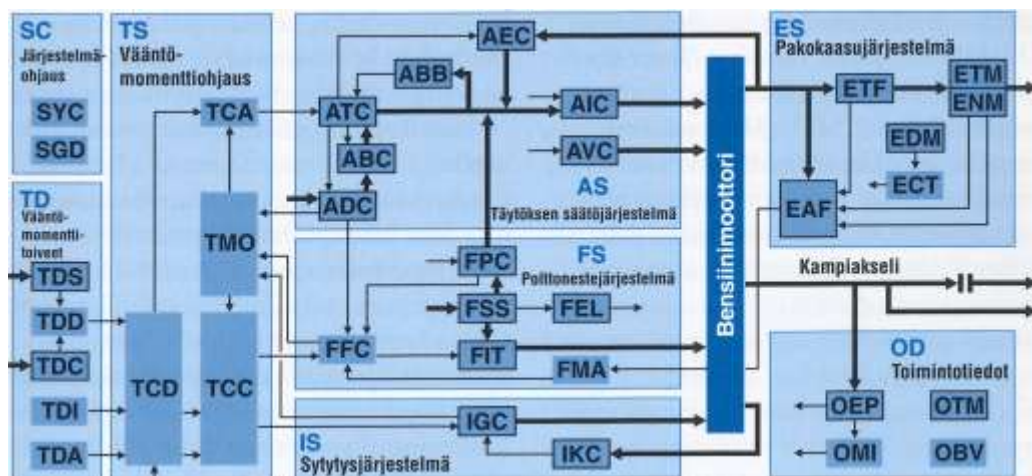 SC
Järjestelmä-
ohjaus
SYC
SGD
TD
Vääntö-
momentti-
toiveet
TDS
TDD
TDC
TDI
TDA
TS
Vääntö-
momenttiohjaus
TCA
TMO
TCD
TCC
AEC
ABB
ATC
AIC
ABC
AVC
ADC
AS
Täytöksen säätöjärjestelmä
FPC
FS
Polttonestejärjestelmä
FSS
FEL
FFC
FIT
FMA
IGC
IS
Sytytysjärjestelmä
IKC
Bensiinimoottori
ES
Pakokaasujärjestelmä
ETF
ETM
ENM
EDM
ECT
EAF
Kampiakseli
OD
Toimintotiedot
OEP
OTM
OMI
OBV